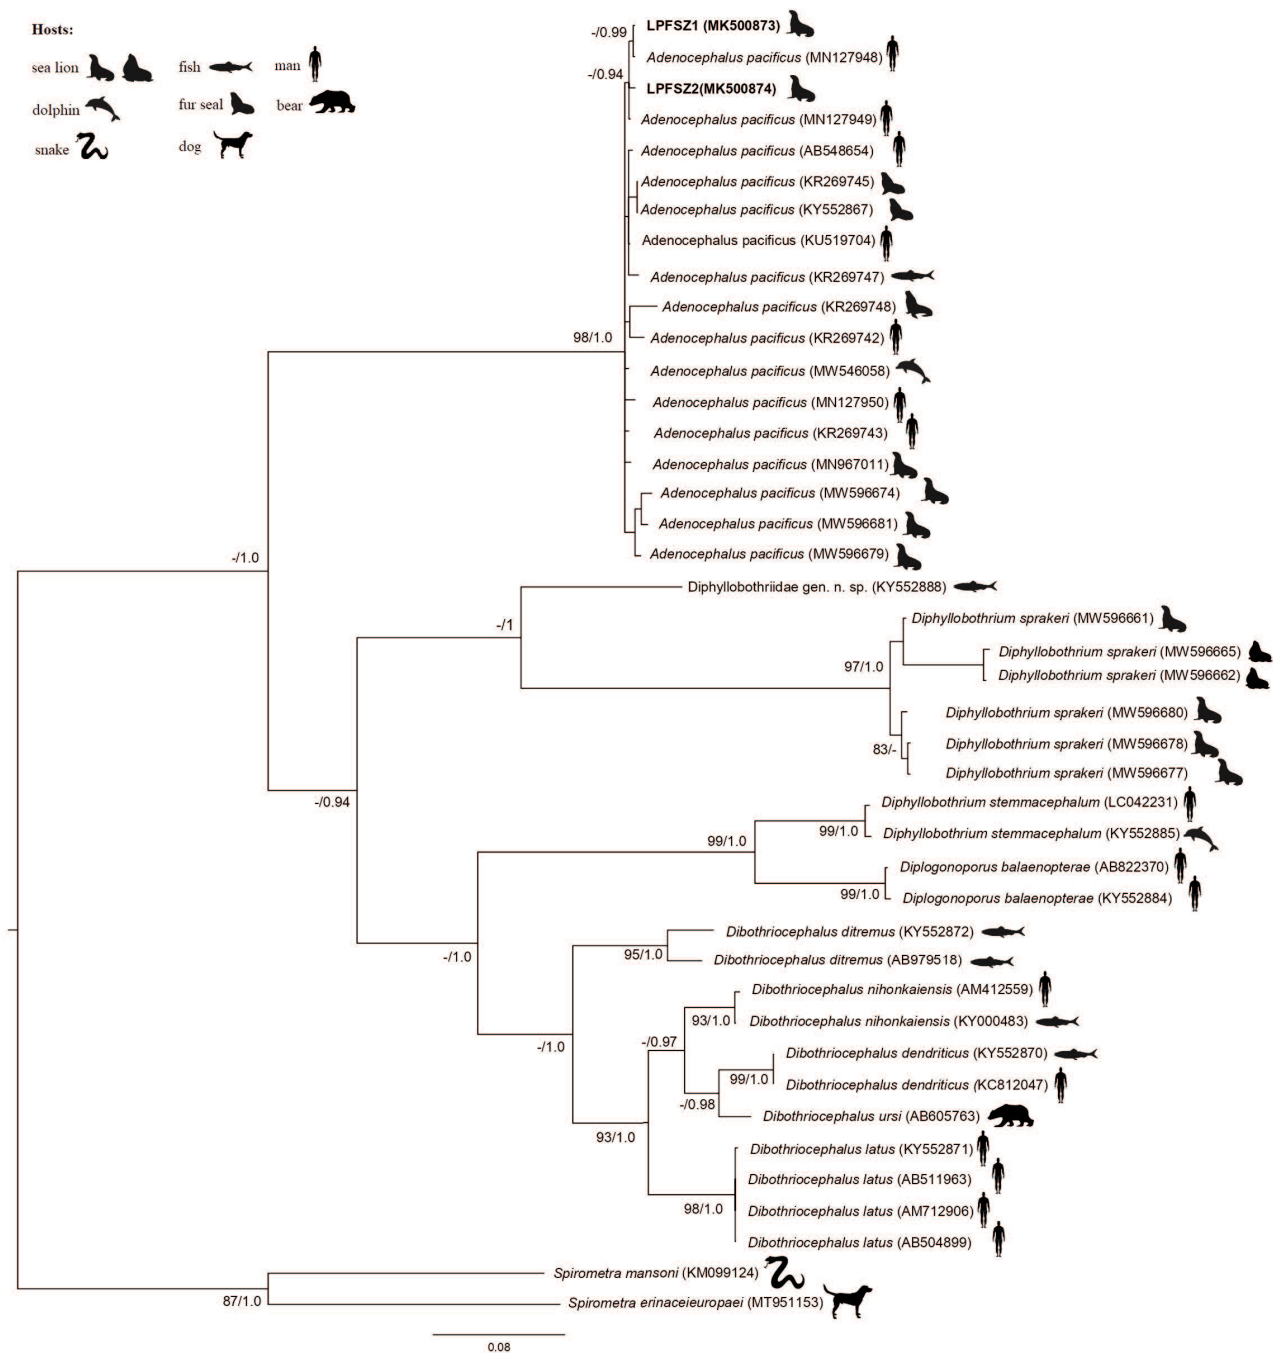 Hosts:
sea lion fish man
dolphin fur seal bear
snake dog
-/0.99
LPFSZ1 (MK500873)
Adenocephalus pacificus (MN127948)
-/0.94
LPFSZ2(MK500874)
Adenocephalus pacificus (MN127949)
Adenocephalus pacificus (AB548654)
Adenocephalus pacificus (KR269745)
Adenocephalus pacificus (KY552867)
Adenocephalus pacificus (KU519704)
Adenocephalus pacificus (KR269747)
Adenocephalus pacificus (KR269748)
98/1.0
Adenocephalus pacificus (KR269742)
Adenocephalus pacificus (MW546058)
Adenocephalus pacificus (MN127950)
Adenocephalus pacificus (KR269743)
Adenocephalus pacificus (MN967011)
Adenocephalus pacificus (MW596674)
Adenocephalus pacificus (MW596681)
Adenocephalus pacificus (MW596679)
-/1.0
Diphyllobothriidae gen. n. sp. (KY552888)
-/1
Diphyllobothrium sprakeri (MW596661)
Diphyllobothrium sprakeri (MW596665)
97/1.0
Diphyllobothrium sprakeri (MW596662)
Diphyllobothrium sprakeri (MW596680)
Diphyllobothrium sprakeri (MW596678)
83/-
Diphyllobothrium sprakeri (MW596677)
-/0.94
Diphyllobothrium stemmacephalum (LC042231)
99/1.0
Diphyllobothrium stemmacephalum (KY552885)
99/1.0
Diplogonoporus balaenopterae (AB822370)
99/1.0
Diplogonoporus balaenopterae (KY552884)
Dibothriocephalus ditremus (KY552872)
-/1.0
95/1.0
Dibothriocephalus ditremus (AB979518)
Dibothriocephalus nihonkaiensis (AM412559)
93/1.0
Dibothriocephalus nihonkaiensis (KY000483)
-/1.0
-/0.97
Dibothriocephalus dendriticus (KY552870)
99/1.0
Dibothriocephalus dendriticus (KC812047)
-/0.98
Dibothriocephalus ursi (AB605763)
93/1.0
Dibothriocephalus latus (KY552871)
Dibothriocephalus latus (AB511963)
98/1.0
Dibothriocephalus latus (AM712906)
Dibothriocephalus latus (AB504899)
Spirometra mansoni (KM099124)
87/1.0
Spirometra erinaceieuropaei (MT951153)
0.08